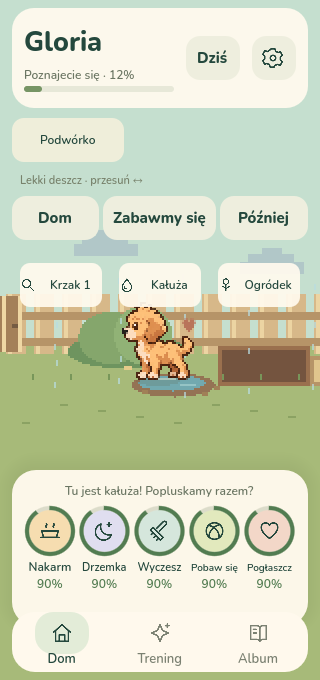 Gloria
Poznajecie się · 12%
Dziś
Podwórko
Lekki deszcz · przesuń ↔
Dom
Zabawmy się
Później
Krzak 1
Kałuża
Ogródek
Tu jest kałuża! Popluskamy razem?
Nakarm
Drzemka
Wyczesz
Pobaw się
Pogłaszcz
90%
90%
90%
90%
90%
Dom
Trening
Album